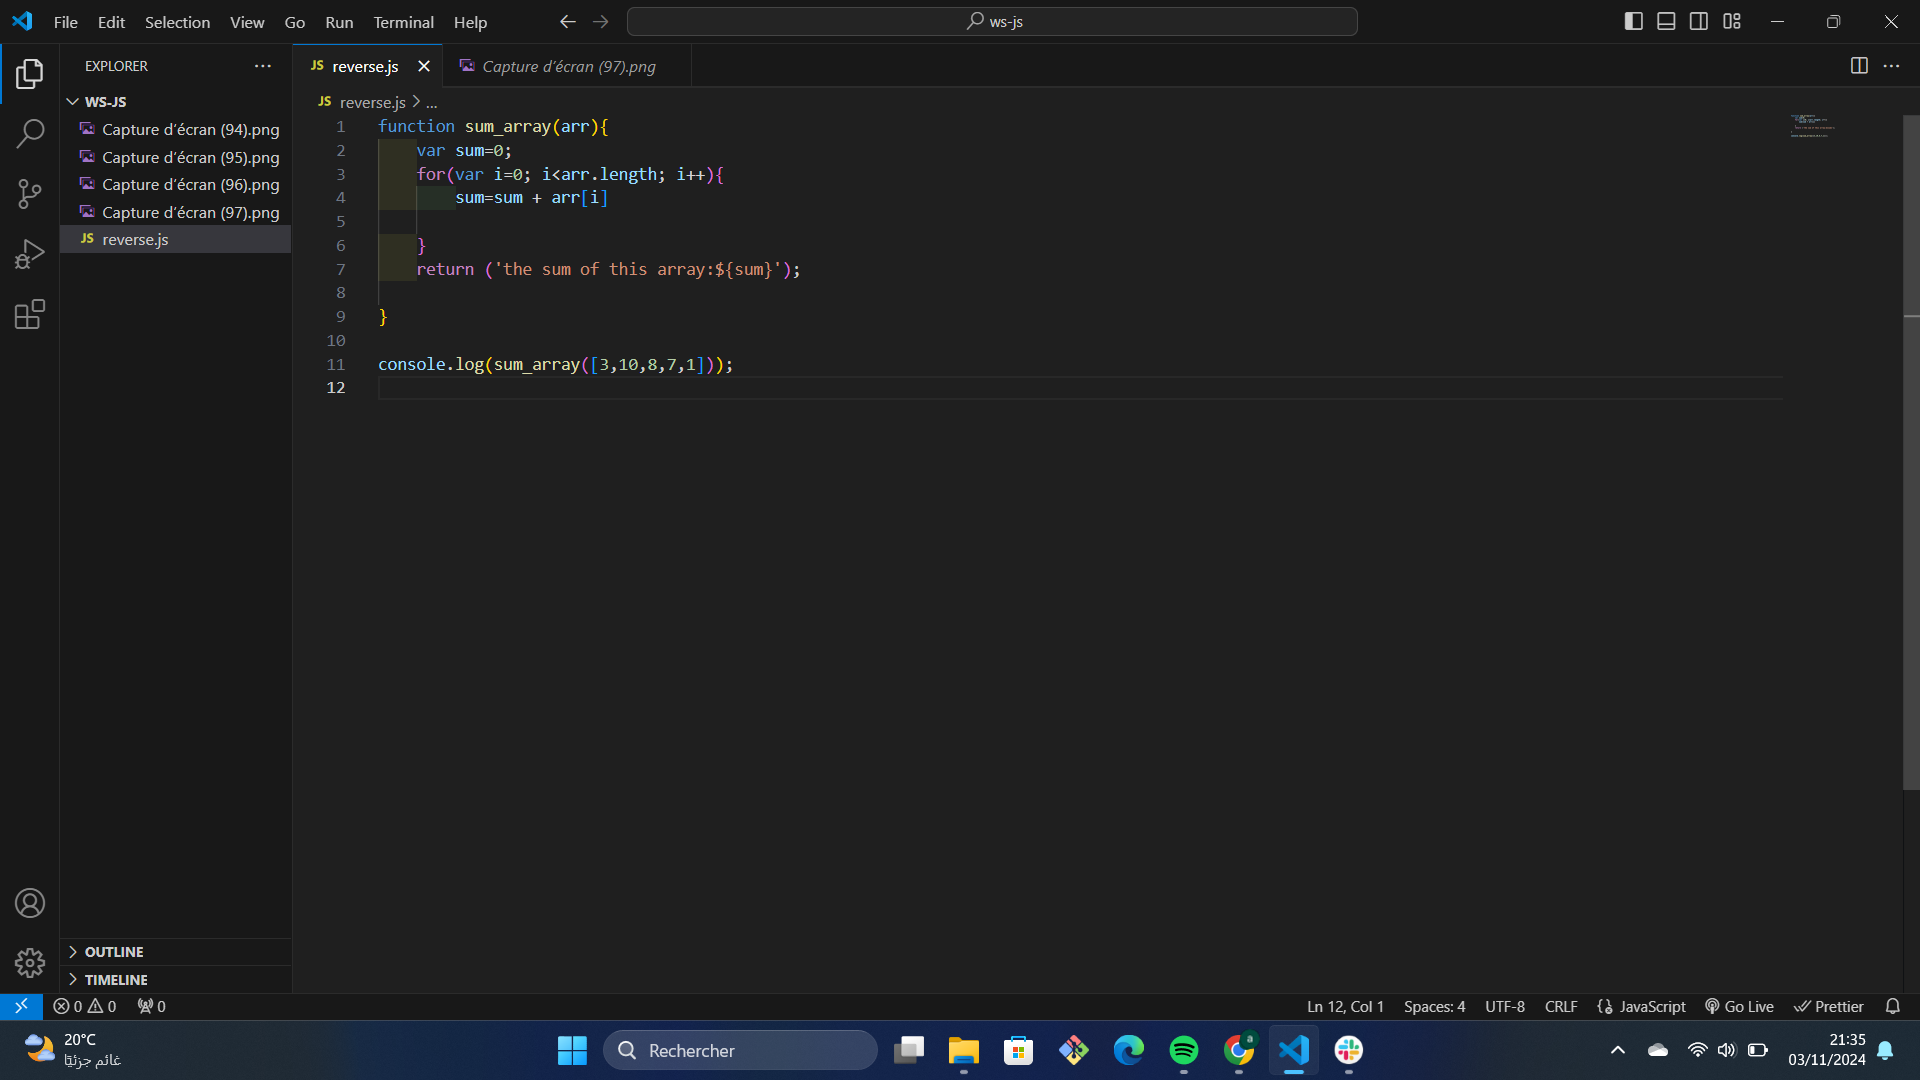 File Edit Selection View Go Run Terminal Help
ws-js
EXPLORER
WS-JS
Capture d'écran (94).png
Capture d'écran (95).png
Capture d'écran (96).png
Capture d'écran (97).png
JS reverse.js
OUTLINE
TIMELINE
JS reverse.js
Capture d'écran (97).png
JS reverse.js > ...
1 function sum_array(arr){
2 var sum=0;
3 for(var i=0; i<arr.length; i++){
4 sum=sum + arr[i]
5
6 }
7 return ('the sum of this array:${sum}');
8
9 }
10
11 console.log(sum_array([3,10,8,7,1]));
12
0 0 0
Ln 12, Col 1 Spaces: 4 UTF-8 CRLF {} JavaScript Go Live Prettier
20°C
غائم جزئيًا
Rechercher
a
21:35
03/11/2024